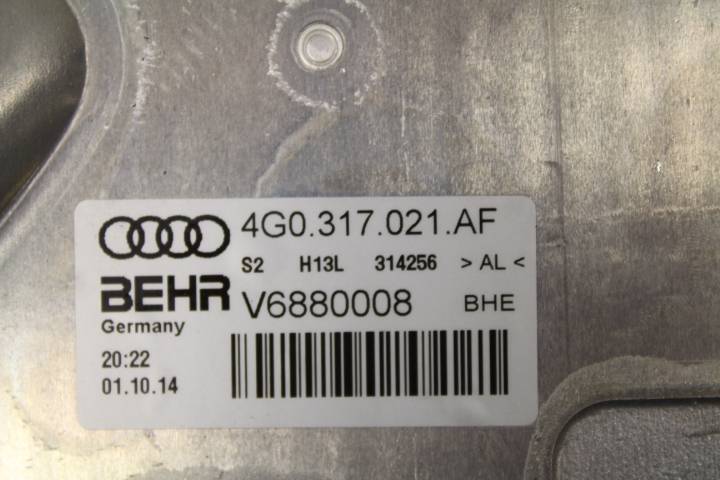 4G0.317.021.AF
S2 H13L 314256 > AL <
BEHR V6880008 BHE
Germany
20:22
01.10.14